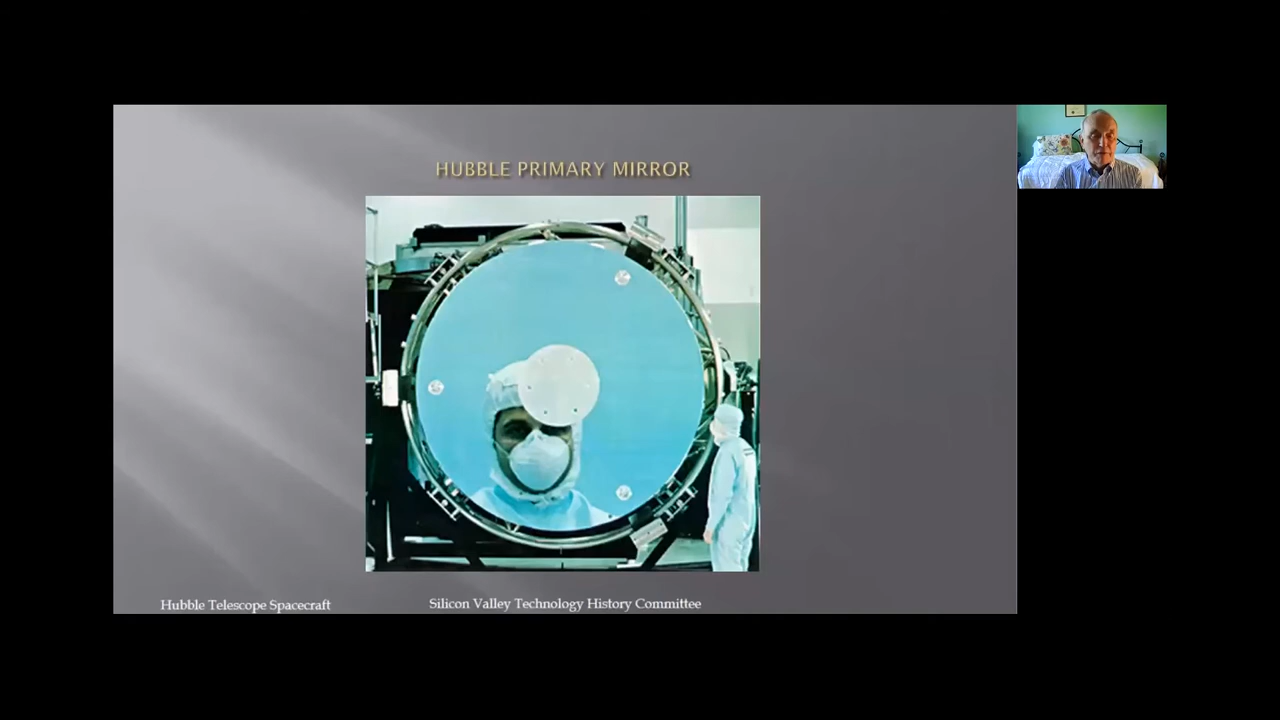 HUBBLE PRIMARY MIRROR
Hubble Telescope Spacecraft
Silicon Valley Technology History Committee